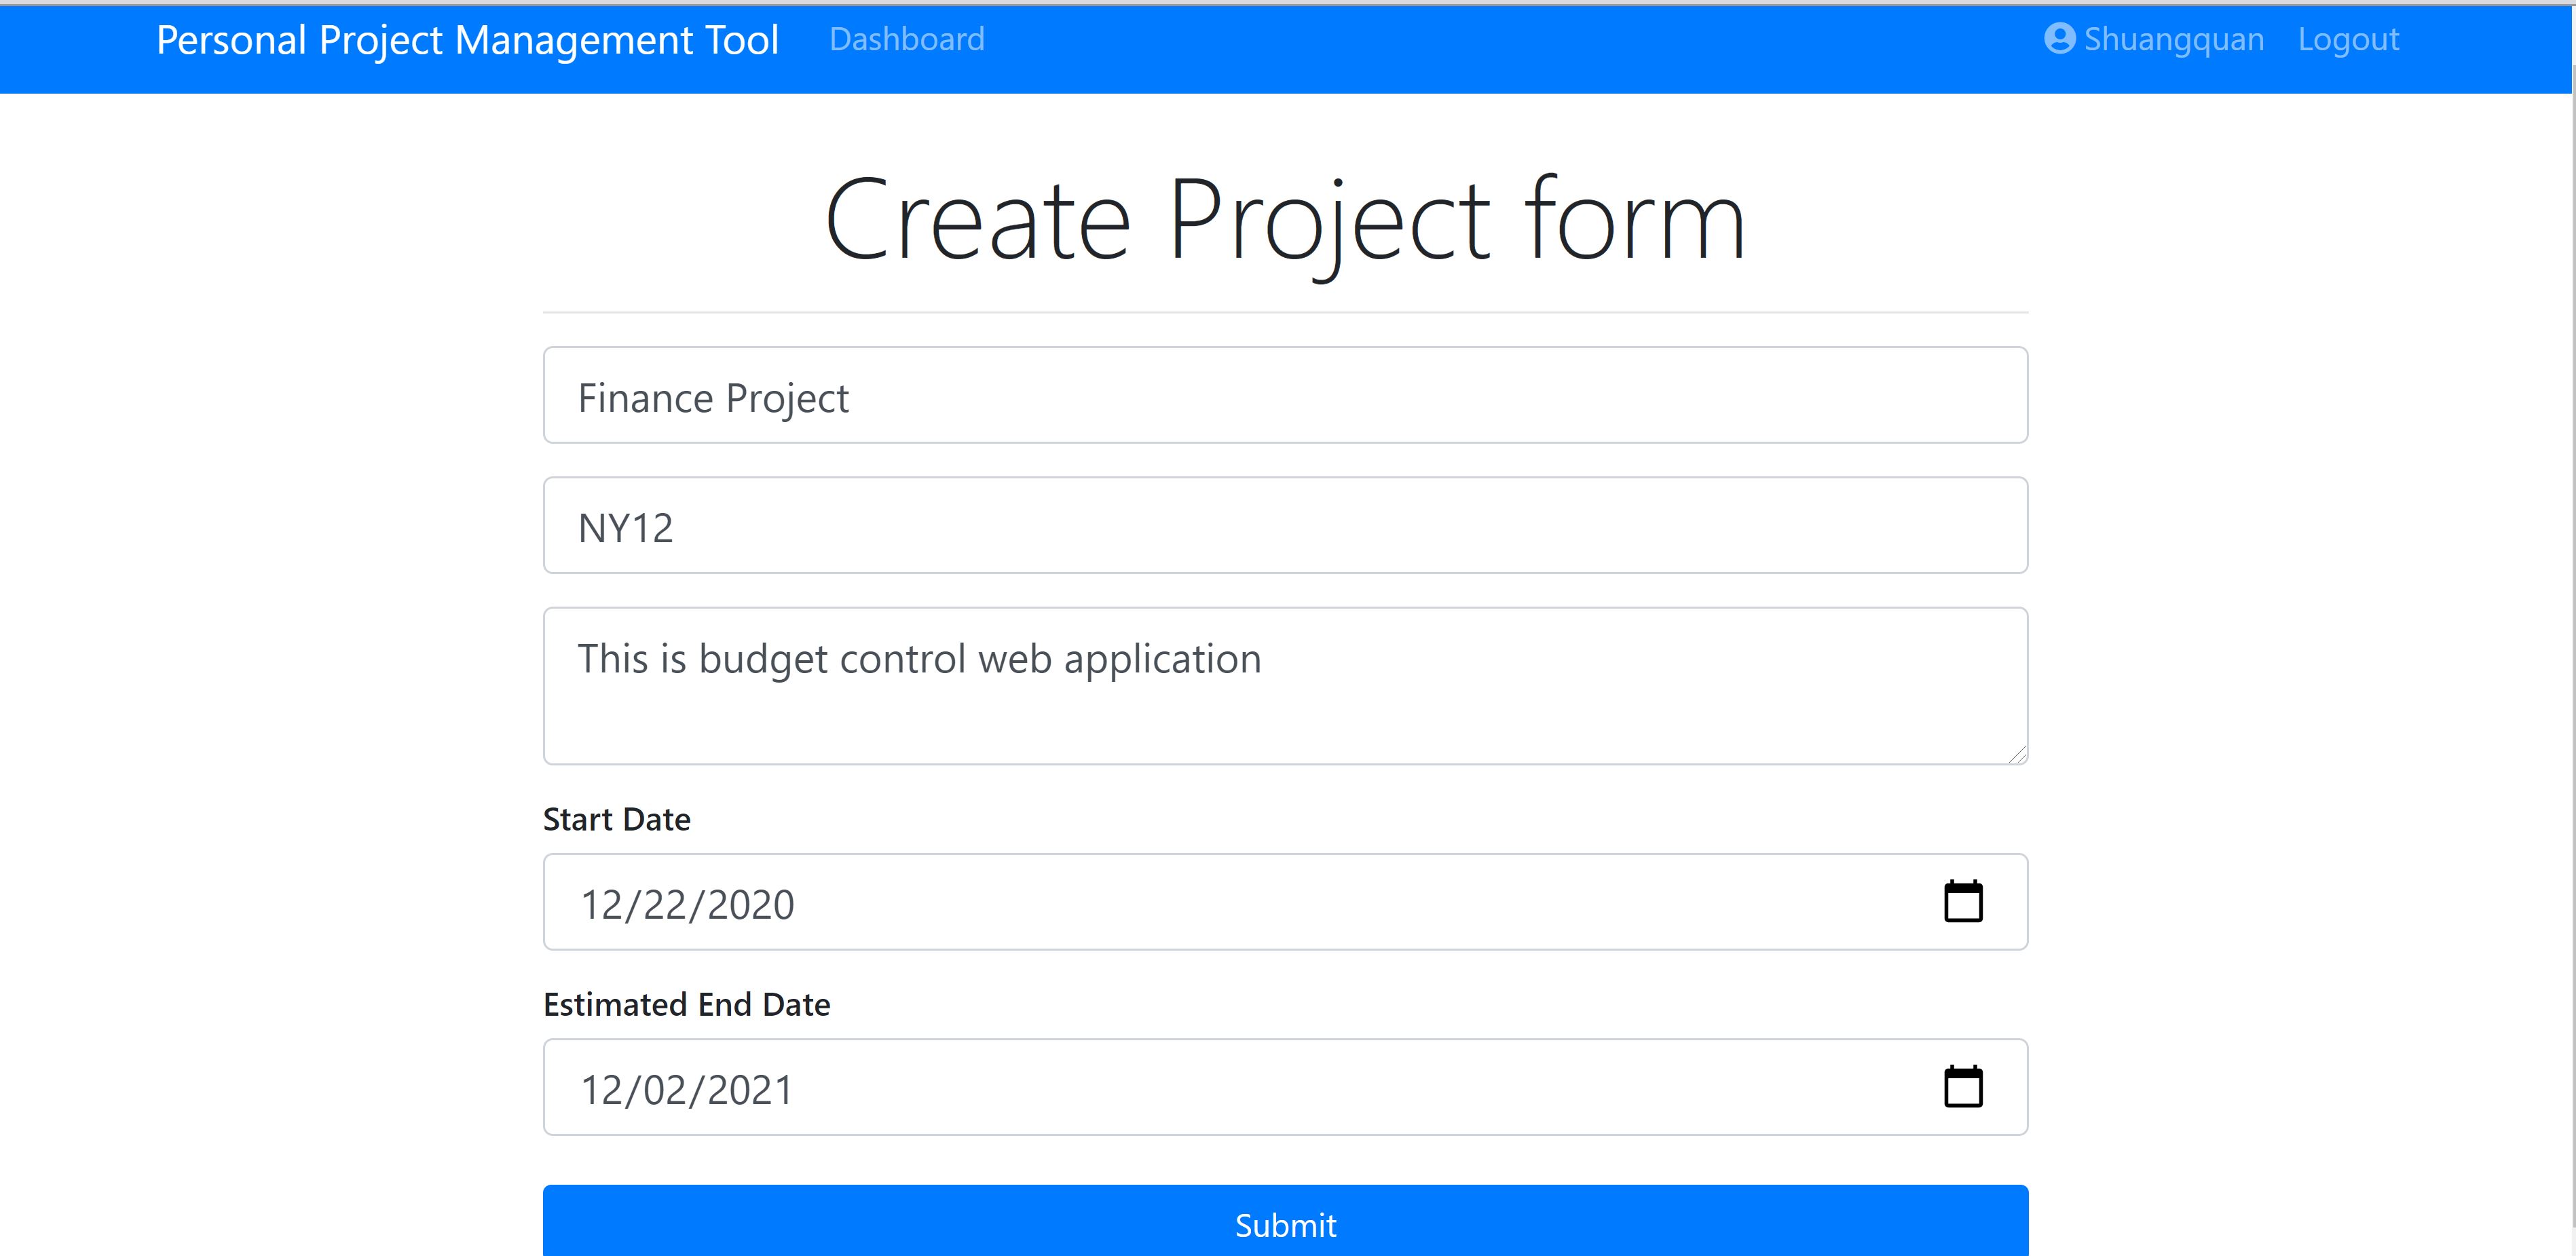 Personal Project Management Tool Dashboard Shuangquan Logout
Create Project form
Finance Project
NY12
This is budget control web application
Start Date
12/22/2020
Estimated End Date
12/02/2021
Submit